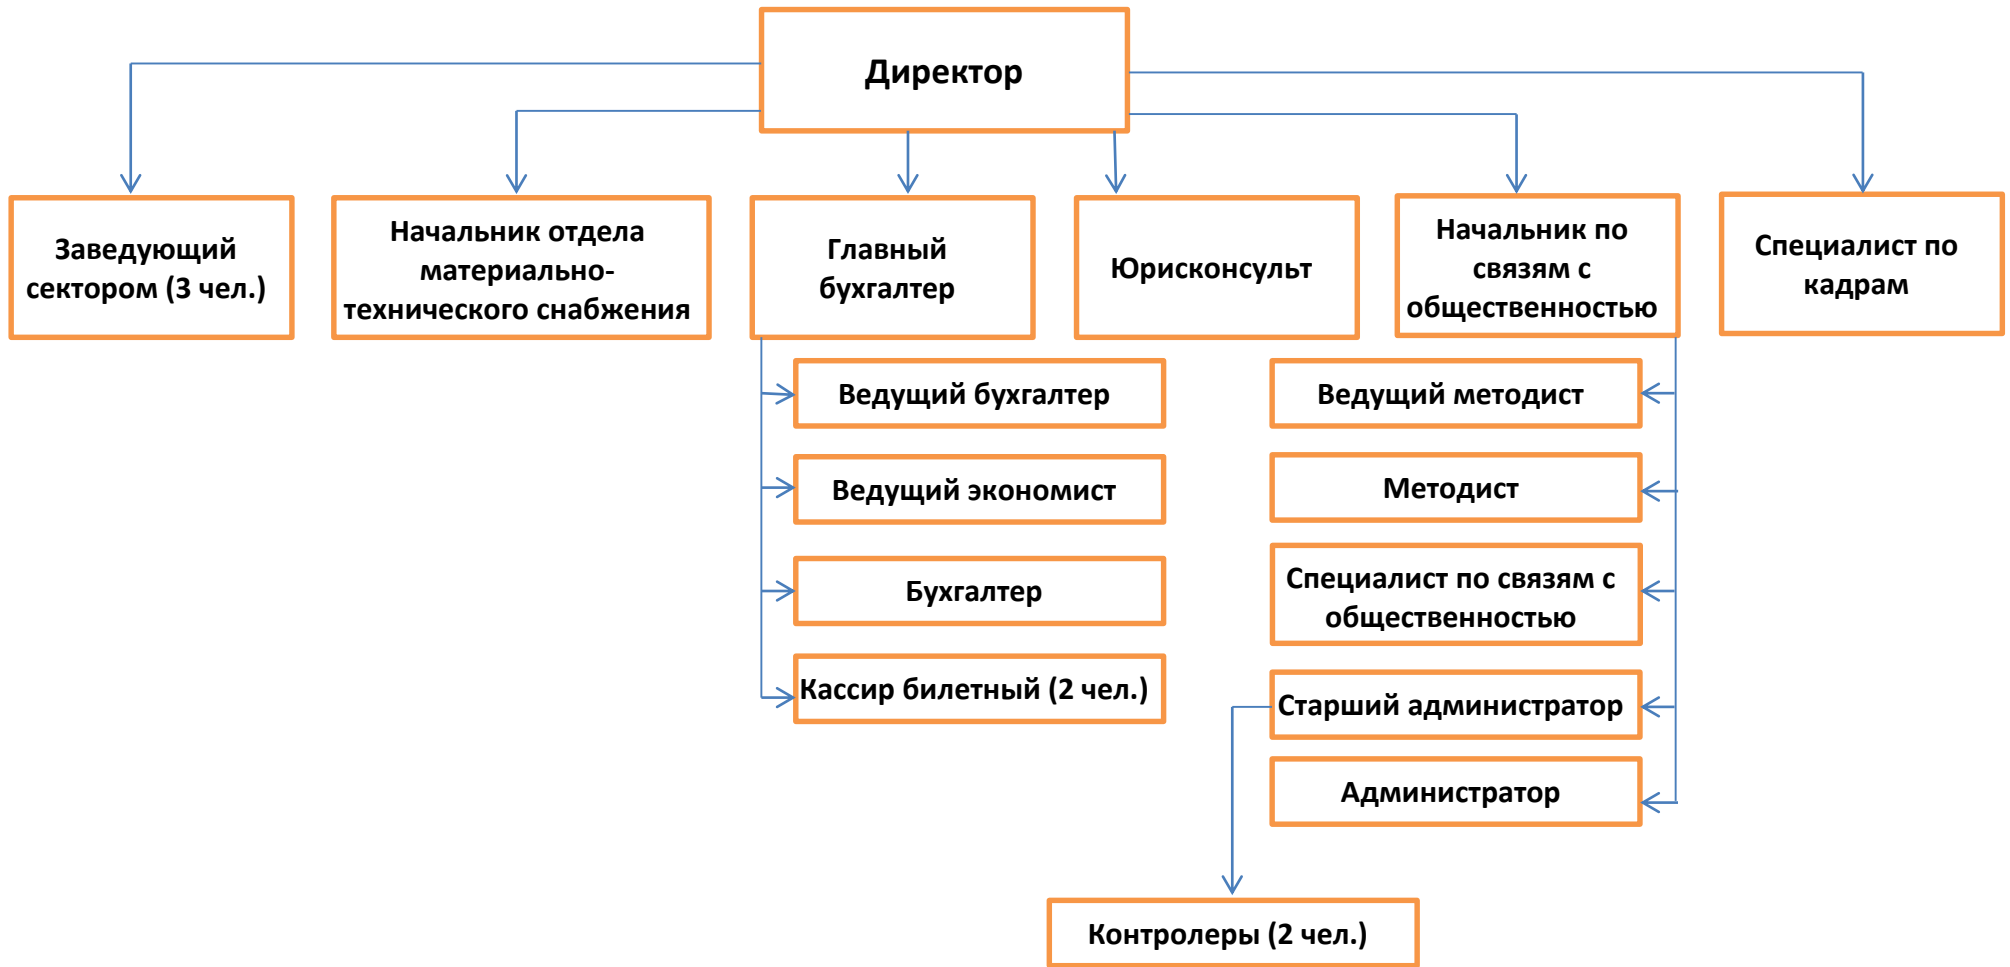 Директор
Заведующий
сектором (3 чел.)
Начальник отдела
материально-
технического снабжения
Главный
бухгалтер
Юрисконсульт
Начальник по
связям с
общественностью
Специалист по
кадрам
Ведущий бухгалтер
Ведущий экономист
Бухгалтер
Кассир билетный (2 чел.)
Ведущий методист
Методист
Специалист по связям с
общественностью
Старший администратор
Администратор
Контролеры (2 чел.)